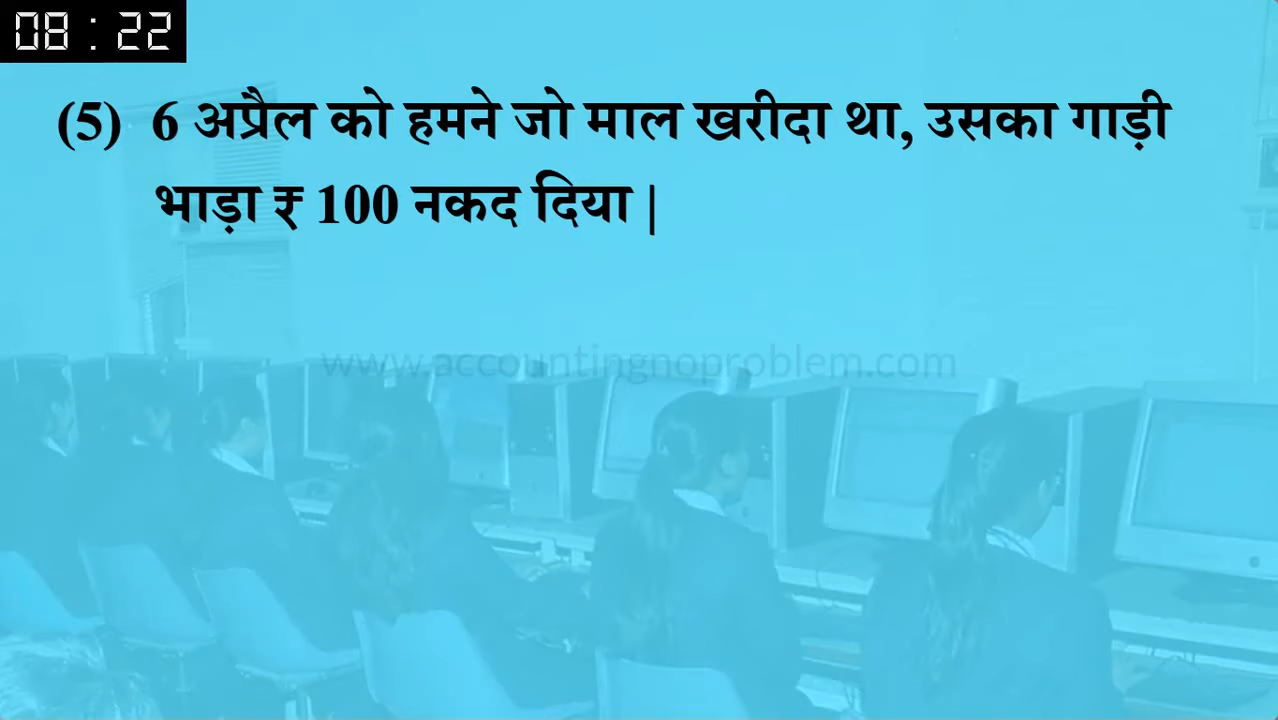 08 : 22
(5) 6 अप्रैल को हमने जो माल खरीदा था, उसका गाड़ी
भाड़ा ₹ 100 नकद दिया |
www.accountingnoproblem.com